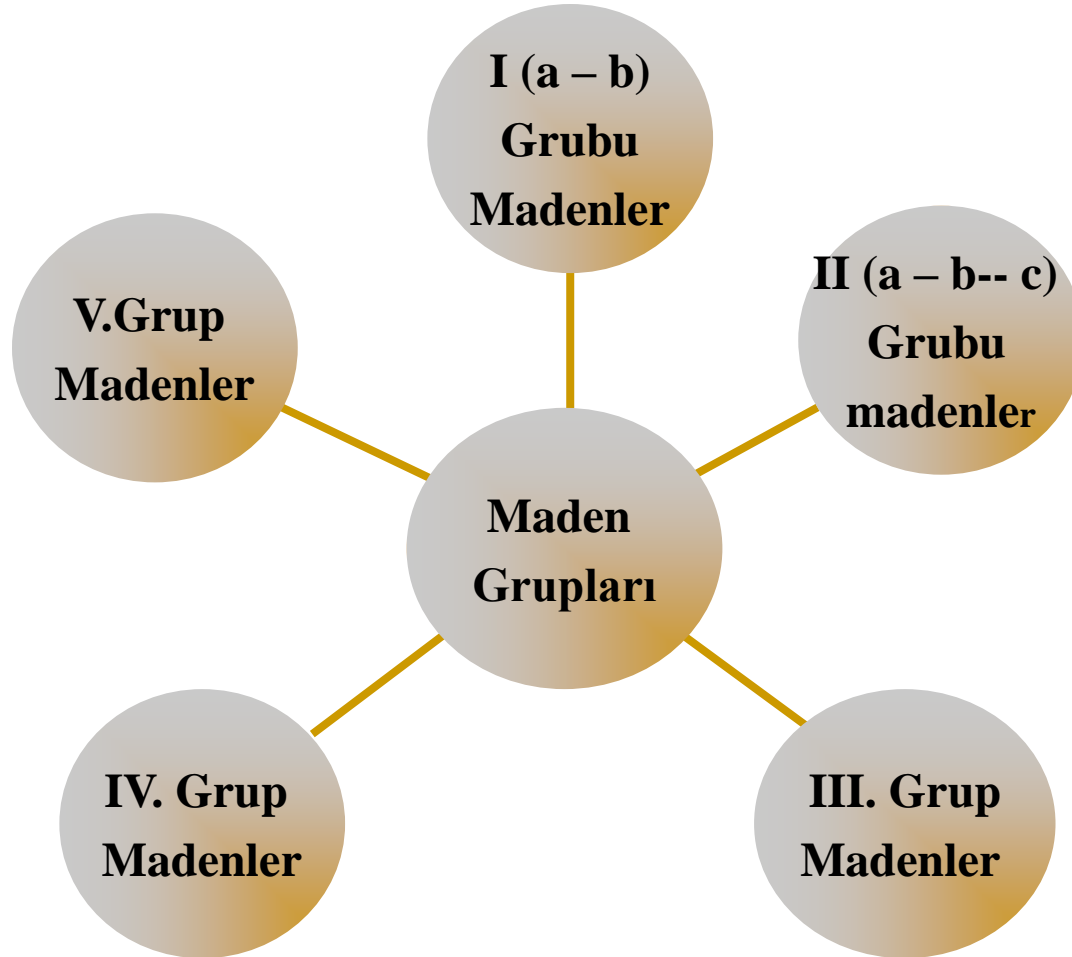 I (a – b)
Grubu
Madenler
II (a – b-- c)
Grubu
madenler
V.Grup
Madenler
Maden
Grupları
IV. Grup
Madenler
III. Grup
Madenler